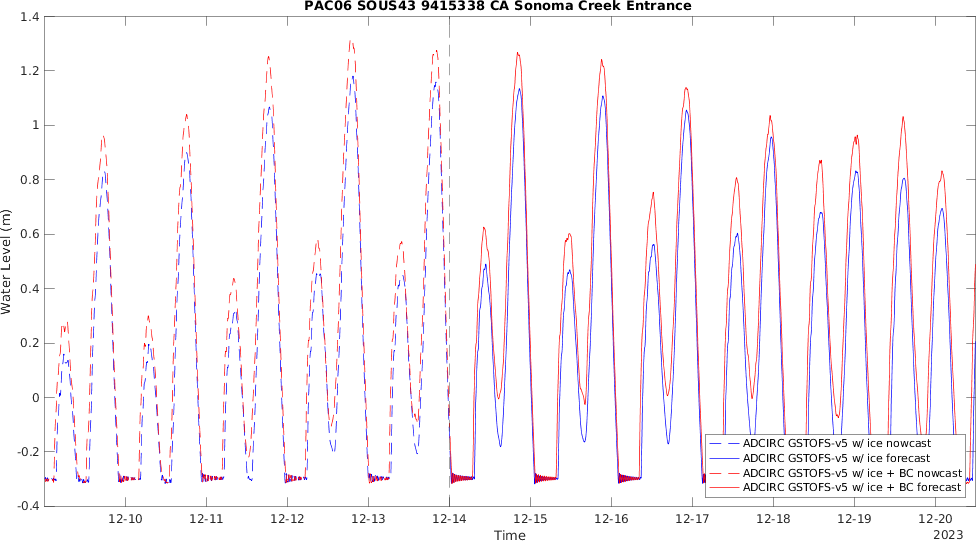 PAC06 SOUS43 9415338 CA Sonoma Creek Entrance
Water Level (m)
1.4
1.2
1
0.8
0.6
0.4
0.2
0
-0.2
-0.4
ADCIRC GSTOFS-v5 w/ ice nowcast
ADCIRC GSTOFS-v5 w/ ice forecast
ADCIRC GSTOFS-v5 w/ ice + BC nowcast
ADCIRC GSTOFS-v5 w/ ice + BC forecast
12-10 12-11 12-12 12-13 12-14 12-15 12-16 12-17 12-18 12-19 12-20
Time
2023